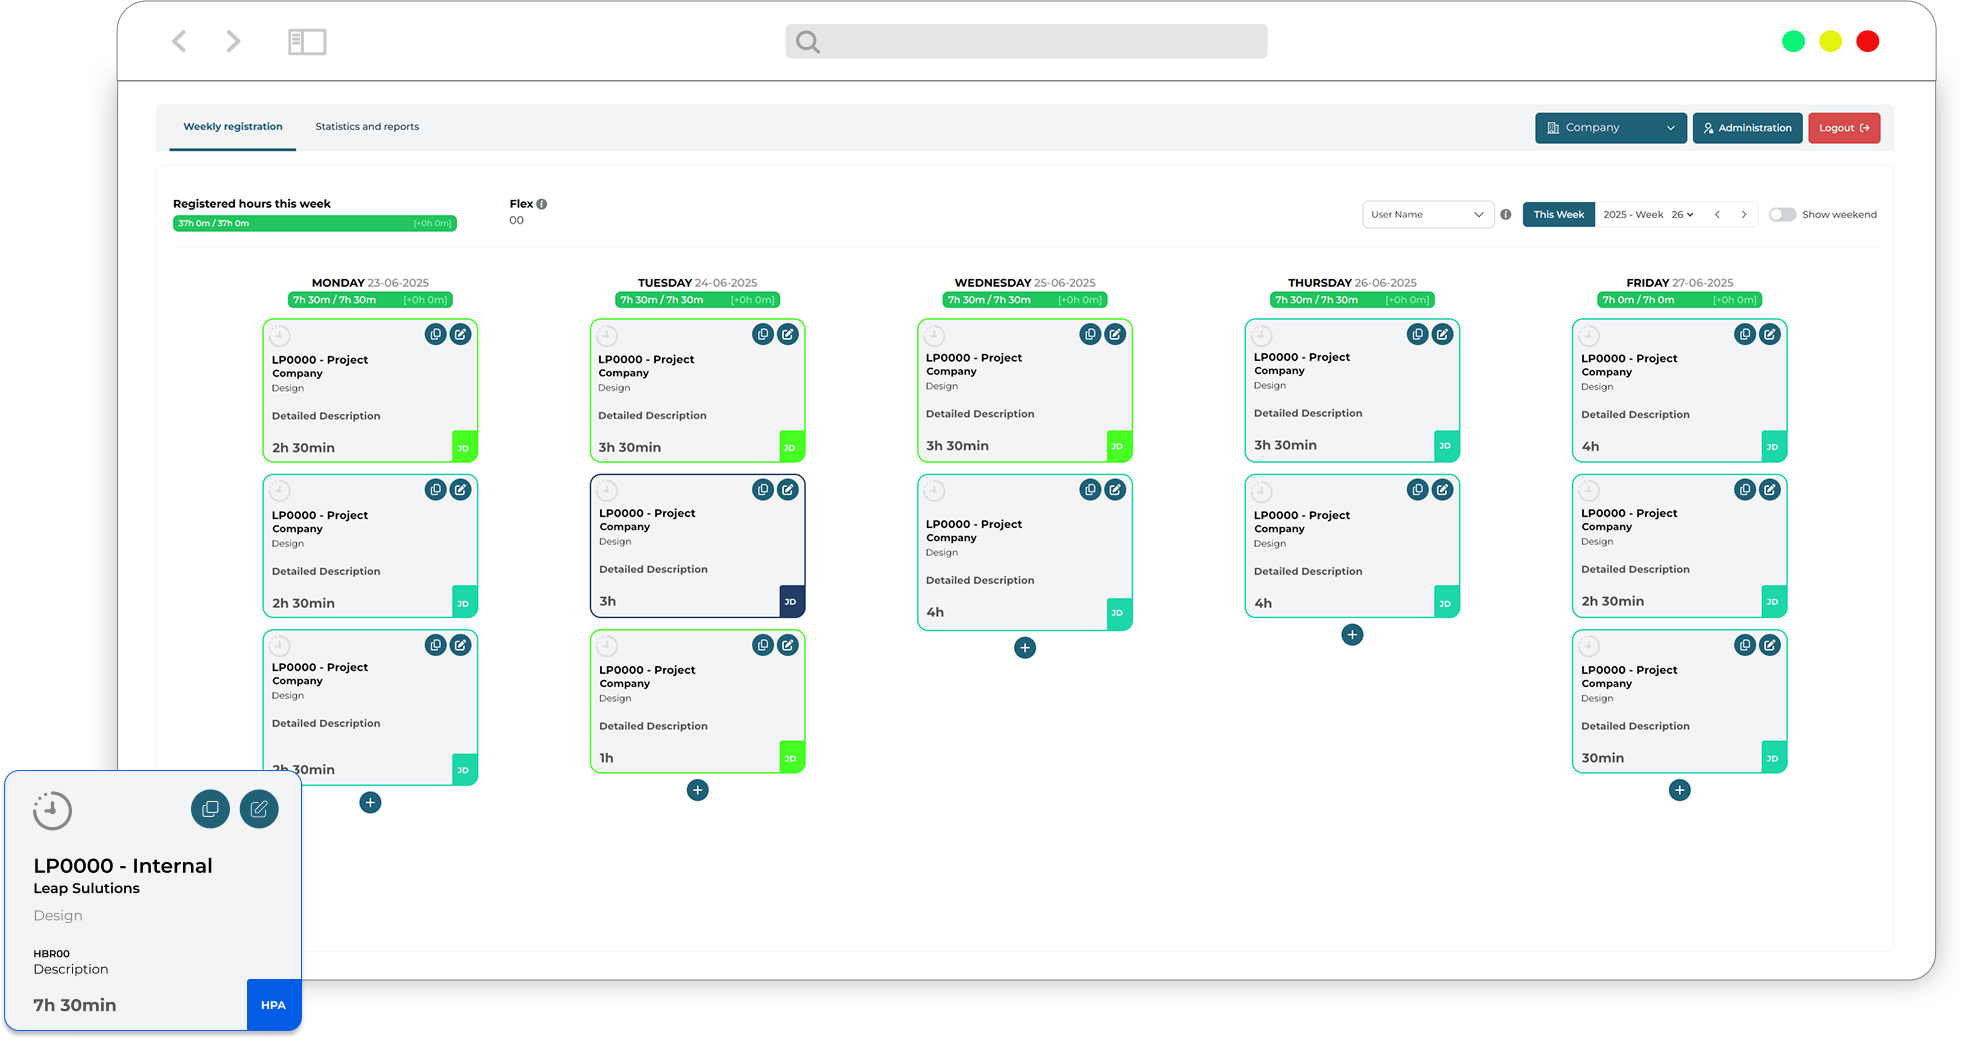 Weekly registration
Statistics and reports
Company
Administration
Logout
Registered hours this week
37h 0m / 37h 0m [+0h 0m]
Flex
00
User Name
This Week
2025 - Week 26
Show weekend
MONDAY 23-06-2025
7h 30m / 7h 30m [+0h 0m]
LP0000 - Project
Company
Design
Detailed Description
2h 30min
JD
LP0000 - Project
Company
Design
Detailed Description
2h 30min
JD
LP0000 - Project
Company
Design
Detailed Description
2h 30min
JD
TUESDAY 24-06-2025
7h 30m / 7h 30m [+0h 0m]
LP0000 - Project
Company
Design
Detailed Description
3h 30min
JD
LP0000 - Project
Company
Design
Detailed Description
3h
JD
LP0000 - Project
Company
Design
Detailed Description
1h
JD
WEDNESDAY 25-06-2025
7h 30m / 7h 30m [+0h 0m]
LP0000 - Project
Company
Design
Detailed Description
3h 30min
JD
LP0000 - Project
Company
Design
Detailed Description
4h
JD
THURSDAY 26-06-2025
7h 30m / 7h 30m [+0h 0m]
LP0000 - Project
Company
Design
Detailed Description
3h 30min
JD
LP0000 - Project
Company
Design
Detailed Description
4h
JD
FRIDAY 27-06-2025
7h 0m / 7h 0m [+0h 0m]
LP0000 - Project
Company
Design
Detailed Description
4h
JD
LP0000 - Project
Company
Design
Detailed Description
2h 30min
JD
LP0000 - Project
Company
Design
Detailed Description
30min
JD
LP0000 - Internal
Leap Sulutions
Design
HBR00
Description
7h 30min
HPA